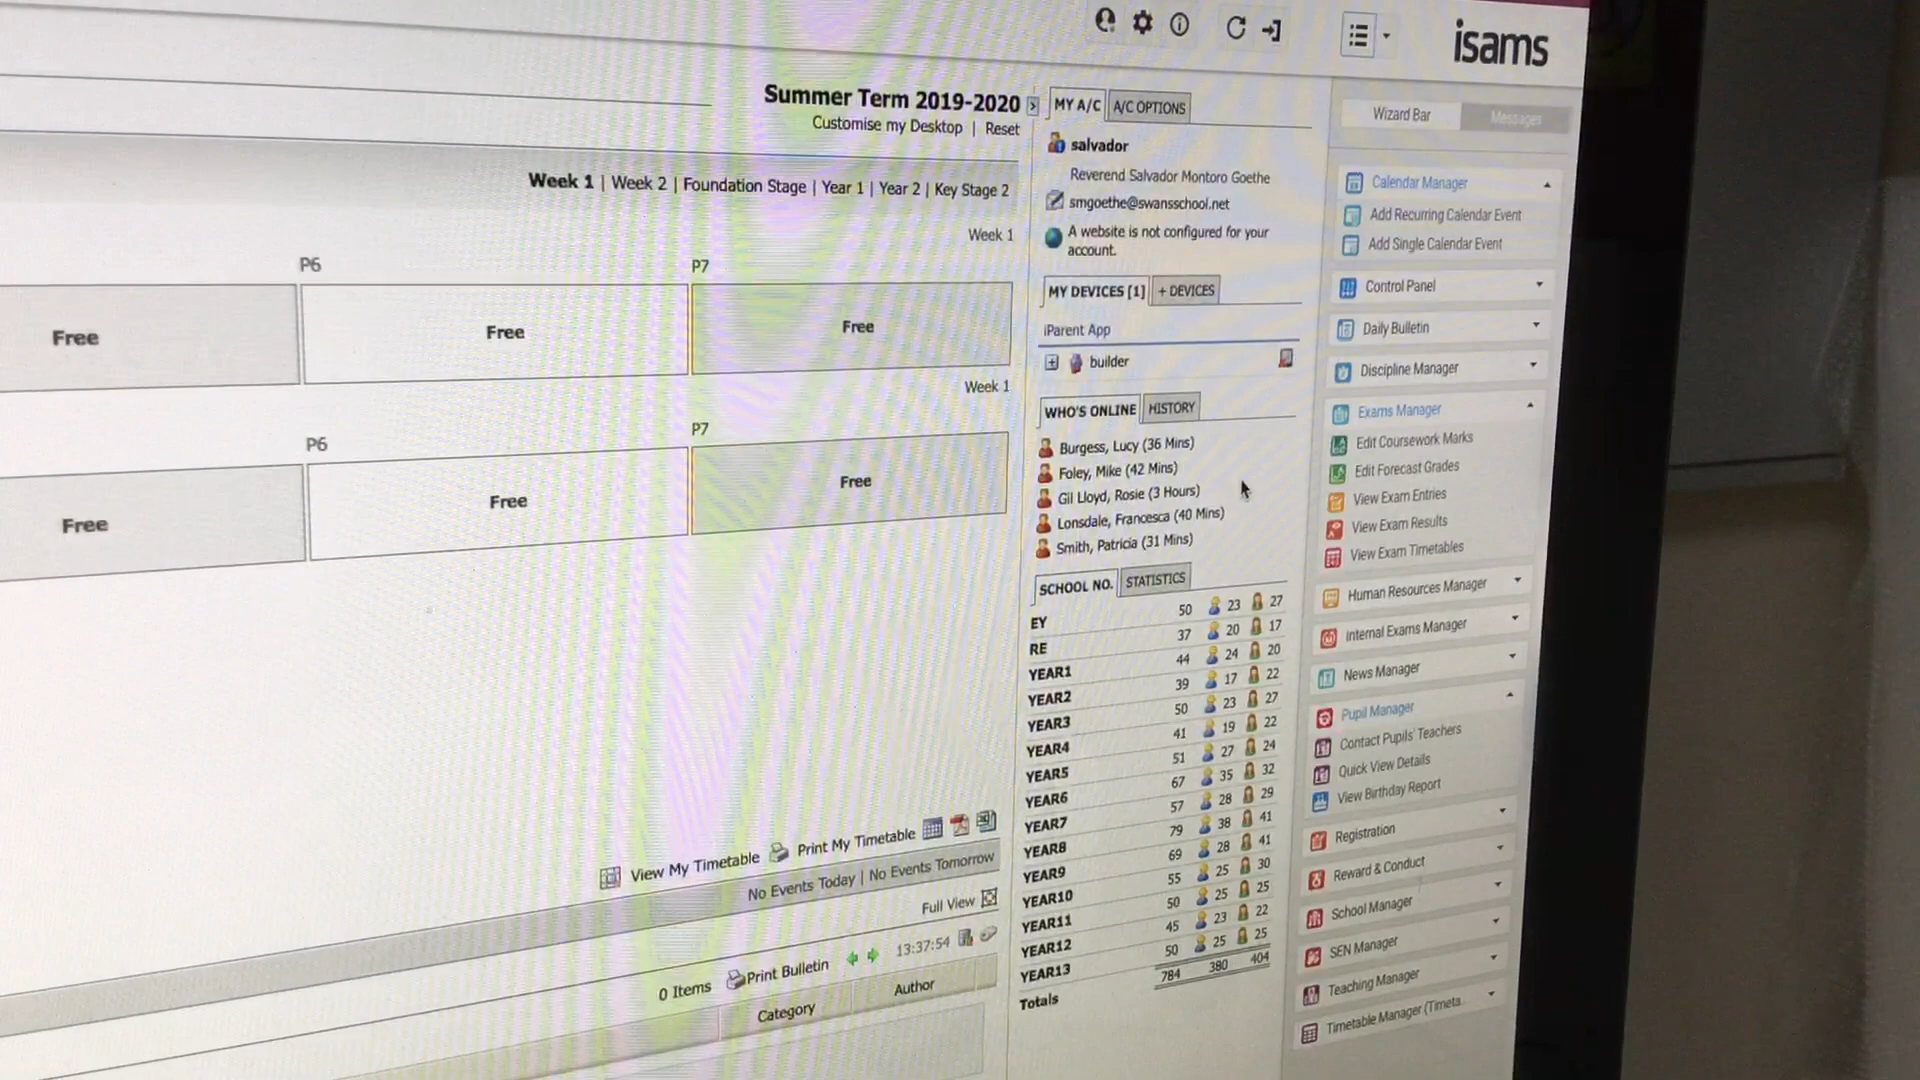 isams
Summer Term 2019-2020
Customise my Desktop | Reset
Week 1 | Week 2 | Foundation Stage | Year 1 | Year 2 | Key Stage 2
Week 1
P6 P7
Free Free Free
Week 1
P6 P7
Free Free Free
View My Timetable Print My Timetable
No Events Today | No Events Tomorrow
Full View
13:37:54
0 Items Print Bulletin
Category Author
MY A/C A/C OPTIONS
salvador
Reverend Salvador Montoro Goethe
smgoethe@swansschool.net
A website is not configured for your
account.
MY DEVICES [1] + DEVICES
iParent App
builder
WHO'S ONLINE HISTORY
Burgess, Lucy (36 Mins)
Foley, Mike (42 Mins)
Gil Lloyd, Rosie (3 Hours)
Lonsdale, Francesca (40 Mins)
Smith, Patricia (31 Mins)
SCHOOL NO. STATISTICS
EY 50 23 27
RE 37 20 17
YEAR1 44 24 20
YEAR2 39 17 22
YEAR3 50 23 27
YEAR4 41 19 22
YEAR5 51 27 24
YEAR6 67 35 32
YEAR7 57 28 29
YEAR8 79 38 41
YEAR9 69 28 41
YEAR10 55 25 30
YEAR11 50 25 25
YEAR12 45 23 22
YEAR13 50 25 25
Totals 784 380 404
Wizard Bar Messages
Calendar Manager
Add Recurring Calendar Event
Add Single Calendar Event
Control Panel
Daily Bulletin
Discipline Manager
Exams Manager
Edit Coursework Marks
Edit Forecast Grades
View Exam Entries
View Exam Results
View Exam Timetables
Human Resources Manager
Internal Exams Manager
News Manager
Pupil Manager
Contact Pupils' Teachers
Quick View Details
View Birthday Report
Registration
Reward & Conduct
School Manager
SEN Manager
Teaching Manager
Timetable Manager (Timeta...